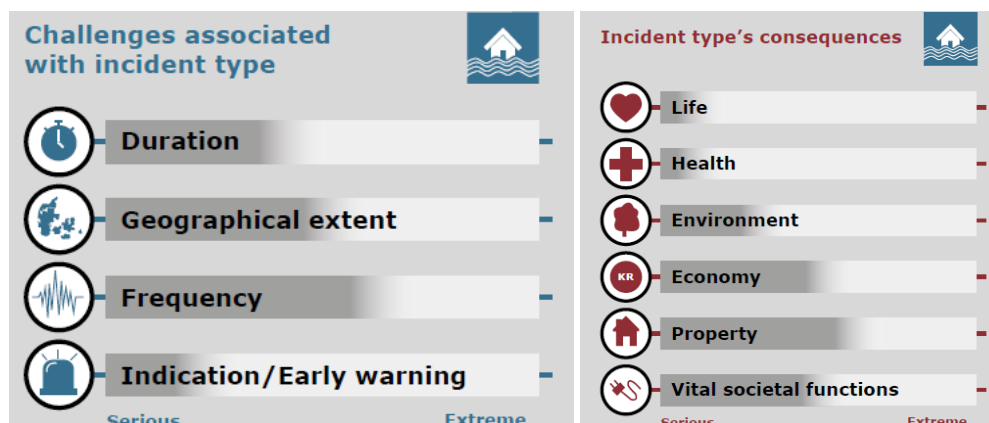 Challenges associated
with incident type
Duration
Geographical extent
Frequency
Indication/Early warning
Serious Extreme
Incident type's consequences
Life
Health
Environment
KR
Economy
Property
Vital societal functions
Serious Extreme